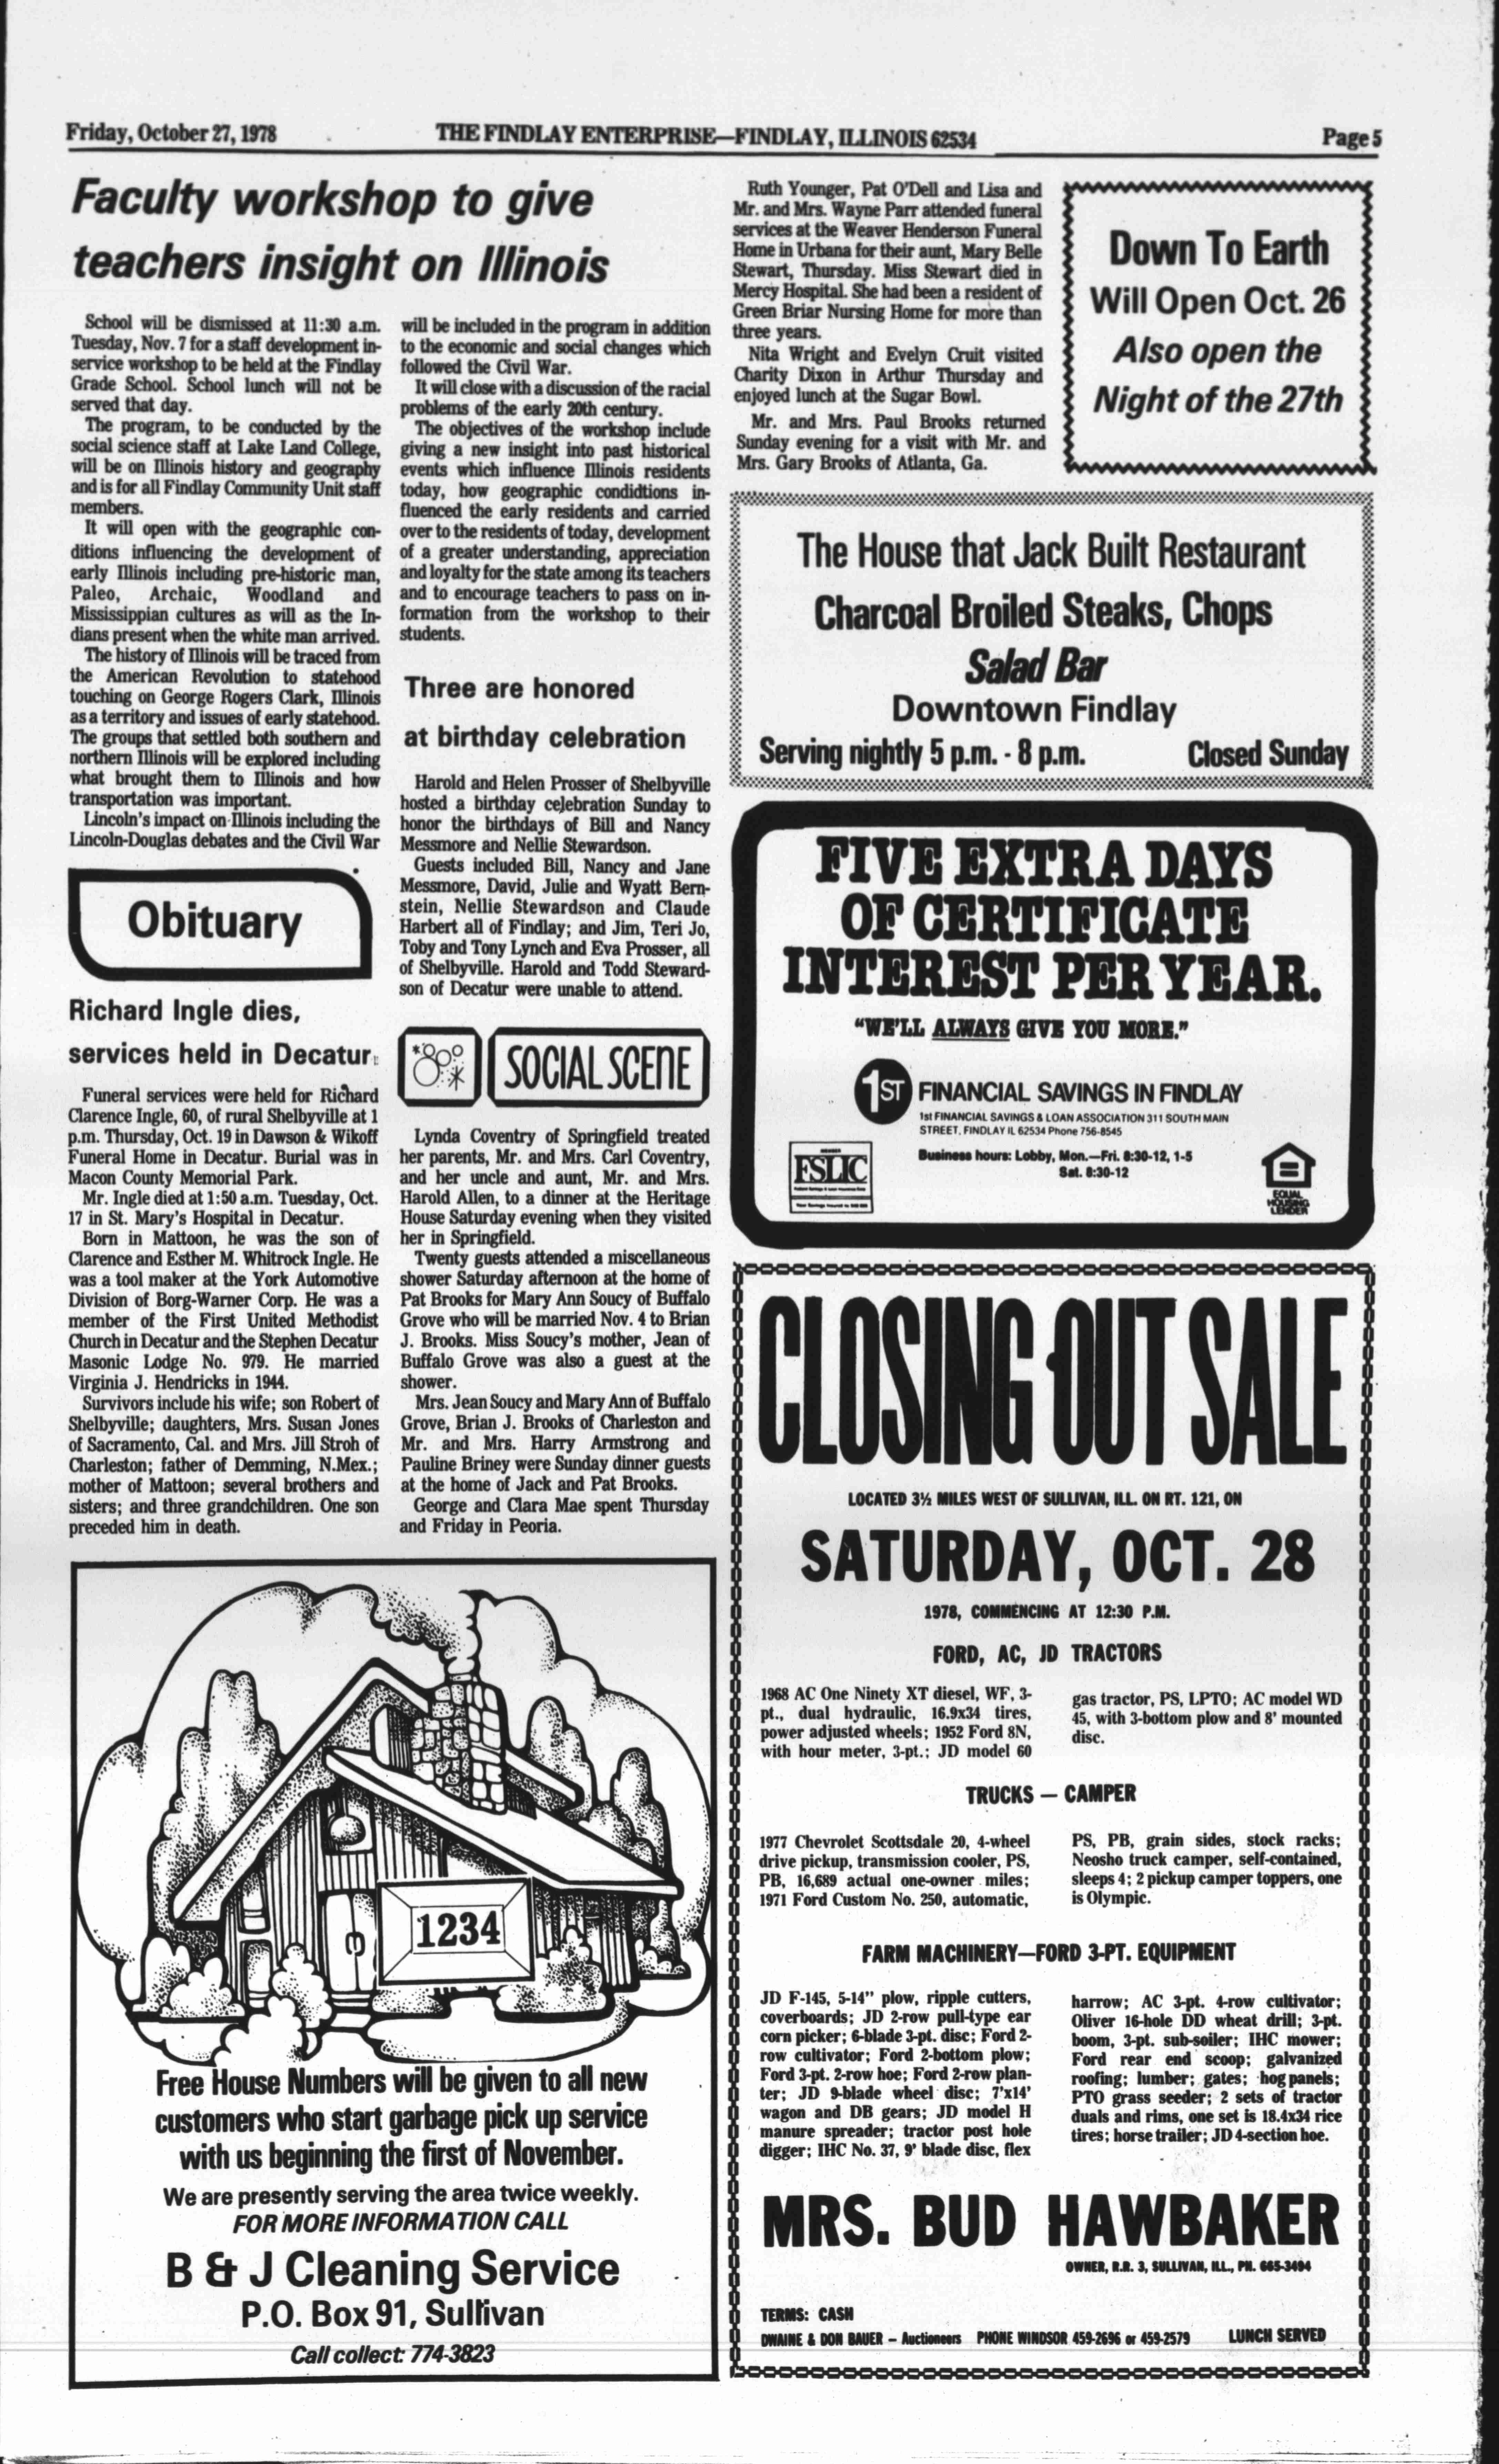 Friday, October 27, 1978
THE FINDLAY ENTERPRISE—FINDLAY, ILLINOIS 62534
Page 5
Faculty workshop to give
teachers insight on Illinois
School will be dismissed at 11:30 a.m.
Tuesday, Nov. 7 for a staff development in-
service workshop to be held at the Findlay
Grade School. School lunch will not be
served that day.
The program, to be conducted by the
social science staff at Lake Land College,
will be on Illinois history and geography
and is for all Findlay Community Unit staff
members.
It will open with the geographic con-
ditions influencing the development of
early Illinois including pre-historic man,
Paleo, Archaic, Woodland and
Mississippian cultures as will as the In-
dians present when the white man arrived.
The history of Illinois will be traced from
the American Revolution to statehood
touching on George Rogers Clark, Illinois
as a territory and issues of early statehood.
The groups that settled both southern and
northern Illinois will be explored including
what brought them to Illinois and how
transportation was important.
Lincoln's impact on Illinois including the
Lincoln-Douglas debates and the Civil War
will be included in the program in addition
to the economic and social changes which
followed the Civil War.
It will close with a discussion of the racial
problems of the early 20th century.
The objectives of the workshop include
giving a new insight into past historical
events which influence Illinois residents
today, how geographic condidtions in-
fluenced the early residents and carried
over to the residents of today, development
of a greater understanding, appreciation
and loyalty for the state among its teachers
and to encourage teachers to pass on in-
formation from the workshop to their
students.
Obituary
Richard Ingle dies,
services held in Decatur
Funeral services were held for Richard
Clarence Ingle, 60, of rural Shelbyville at 1
p.m. Thursday, Oct. 19 in Dawson & Wikoff
Funeral Home in Decatur. Burial was in
Macon County Memorial Park.
Mr. Ingle died at 1:50 a.m. Tuesday, Oct.
17 in St. Mary's Hospital in Decatur.
Born in Mattoon, he was the son of
Clarence and Esther M. Whitrock Ingle. He
was a tool maker at the York Automotive
Division of Borg-Warner Corp. He was a
member of the First United Methodist
Church in Decatur and the Stephen Decatur
Masonic Lodge No. 979. He married
Virginia J. Hendricks in 1944.
Survivors include his wife; son Robert of
Shelbyville; daughters, Mrs. Susan Jones
of Sacramento, Cal. and Mrs. Jill Stroh of
Charleston; father of Demming, N.Mex.;
mother of Mattoon; several brothers and
sisters; and three grandchildren. One son
preceded him in death.
Three are honored
at birthday celebration
Harold and Helen Prosser of Shelbyville
hosted a birthday celebration Sunday to
honor the birthdays of Bill and Nancy
Messmore and Nellie Stewardson.
Guests included Bill, Nancy and Jane
Messmore, David, Julie and Wyatt Bern-
stein, Nellie Stewardson and Claude
Harbert all of Findlay; and Jim, Teri Jo,
Toby and Tony Lynch and Eva Prosser, all
of Shelbyville. Harold and Todd Steward-
son of Decatur were unable to attend.
SOCIAL SCENE
Lynda Coventry of Springfield treated
her parents, Mr. and Mrs. Carl Coventry,
and her uncle and aunt, Mr. and Mrs.
Harold Allen, to a dinner at the Heritage
House Saturday evening when they visited
her in Springfield.
Twenty guests attended a miscellaneous
shower Saturday afternoon at the home of
Pat Brooks for Mary Ann Soucy of Buffalo
Grove who will be married Nov. 4 to Brian
J. Brooks. Miss Soucy's mother, Jean of
Buffalo Grove was also a guest at the
shower.
Mrs. Jean Soucy and Mary Ann of Buffalo
Grove, Brian J. Brooks of Charleston and
Mr. and Mrs. Harry Armstrong and
Pauline Briney were Sunday dinner guests
at the home of Jack and Pat Brooks.
George and Clara Mae spent Thursday
and Friday in Peoria.
Ruth Younger, Pat O'Dell and Lisa and
Mr. and Mrs. Wayne Parr attended funeral
services at the Weaver Henderson Funeral
Home in Urbana for their aunt, Mary Belle
Stewart, Thursday. Miss Stewart died in
Mercy Hospital. She had been a resident of
Green Briar Nursing Home for more than
three years.
Nita Wright and Evelyn Cruit visited
Charity Dixon in Arthur Thursday and
enjoyed lunch at the Sugar Bowl.
Mr. and Mrs. Paul Brooks returned
Sunday evening for a visit with Mr. and
Mrs. Gary Brooks of Atlanta, Ga.
Down To Earth
Will Open Oct. 26
Also open the
Night of the 27th
The House that Jack Built Restaurant
Charcoal Broiled Steaks, Chops
Salad Bar
Downtown Findlay
Serving nightly 5 p.m. - 8 p.m. Closed Sunday
FIVE EXTRA DAYS
OF CERTIFICATE
INTEREST PER YEAR.
"WE'LL ALWAYS GIVE YOU MORE."
1ST FINANCIAL SAVINGS IN FINDLAY
1st FINANCIAL SAVINGS & LOAN ASSOCIATION 311 SOUTH MAIN
STREET, FINDLAY IL 62534 Phone 756-8545
Business hours: Lobby, Mon.—Fri. 8:30-12, 1-5
Sat. 8:30-12
MEMBER
FSLIC
EQUAL
HOUSING
LENDER
CLOSING OUT SALE
LOCATED 3½ MILES WEST OF SULLIVAN, ILL. ON RT. 121, ON
SATURDAY, OCT. 28
1978, COMMENCING AT 12:30 P.M.
FORD, AC, JD TRACTORS
1968 AC One Ninety XT diesel, WF, 3-
pt., dual hydraulic, 16.9x34 tires,
power adjusted wheels; 1952 Ford 8N,
with hour meter, 3-pt.; JD model 60
gas tractor, PS, LPTO; AC model WD
45, with 3-bottom plow and 8' mounted
disc.
TRUCKS — CAMPER
1977 Chevrolet Scottsdale 20, 4-wheel
drive pickup, transmission cooler, PS,
PB, 16,689 actual one-owner miles;
1971 Ford Custom No. 250, automatic,
PS, PB, grain sides, stock racks;
Neosho truck camper, self-contained,
sleeps 4; 2 pickup camper toppers, one
is Olympic.
FARM MACHINERY—FORD 3-PT. EQUIPMENT
JD F-145, 5-14" plow, ripple cutters,
coverboards; JD 2-row pull-type ear
corn picker; 6-blade 3-pt. disc; Ford 2-
row cultivator; Ford 2-bottom plow;
Ford 3-pt. 2-row hoe; Ford 2-row plan-
ter; JD 9-blade wheel disc; 7'x14'
wagon and DB gears; JD model H
manure spreader; tractor post hole
digger; IHC No. 37, 9' blade disc, flex
harrow; AC 3-pt. 4-row cultivator;
Oliver 16-hole DD wheat drill; 3-pt.
boom, 3-pt. sub-soiler; IHC mower;
Ford rear end scoop; galvanized
roofing; lumber; gates; hog panels;
PTO grass seeder; 2 sets of tractor
duals and rims, one set is 18.4x34 rice
tires; horse trailer; JD 4-section hoe.
MRS. BUD HAWBAKER
OWNER, R.R. 3, SULLIVAN, ILL., PH. 665-3494
TERMS: CASH
DWAINE & DON BAUER — Auctioneers PHONE WINDSOR 459-2696 or 459-2579 LUNCH SERVED
1234
Free House Numbers will be given to all new
customers who start garbage pick up service
with us beginning the first of November.
We are presently serving the area twice weekly.
FOR MORE INFORMATION CALL
B & J Cleaning Service
P.O. Box 91, Sullivan
Call collect: 774-3823